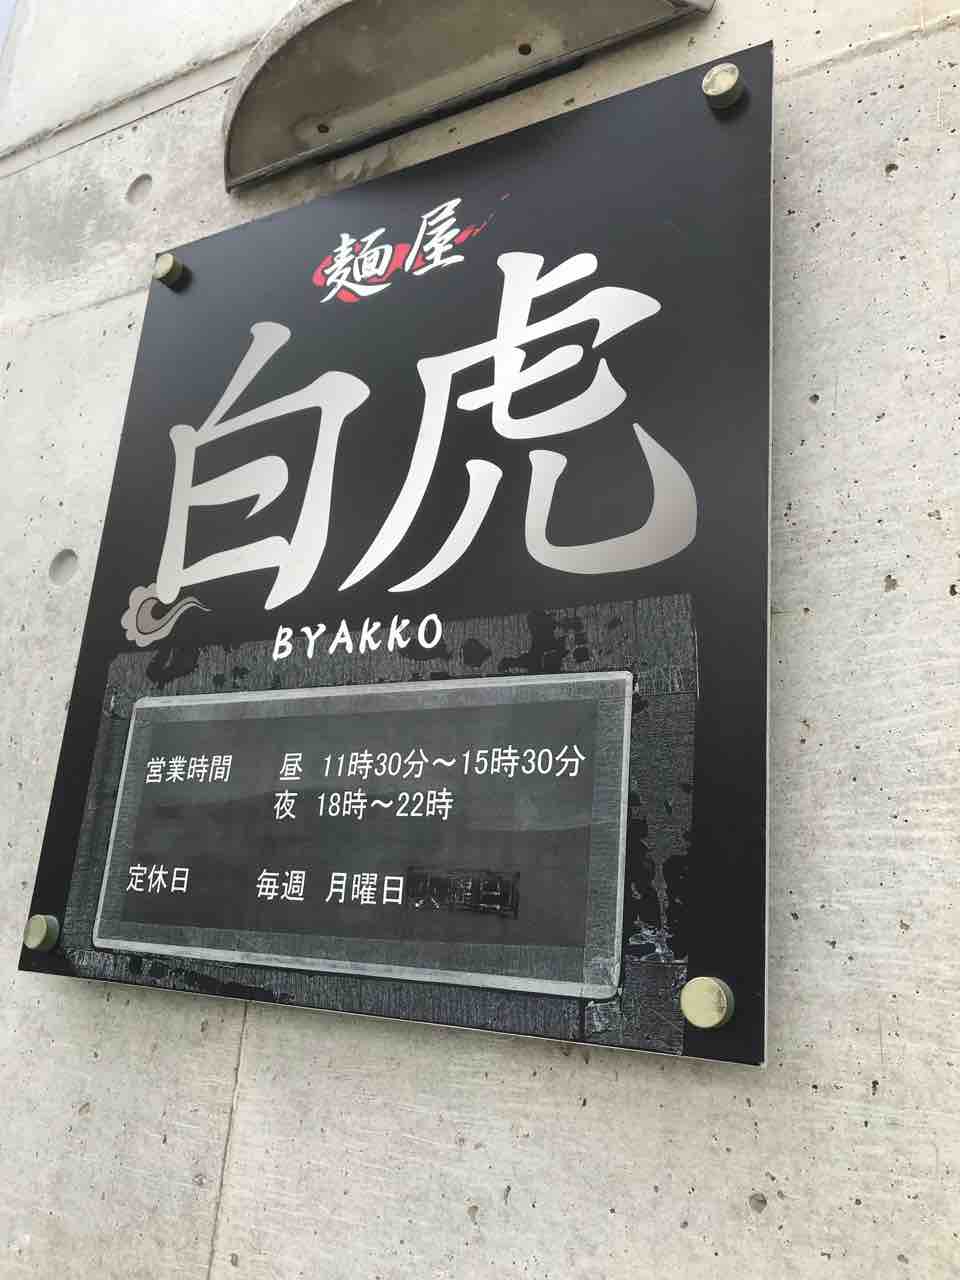 麺屋
白虎
BYAKKO
営業時間 昼 11時30分～15時30分
夜 18時～22時
定休日 毎週 月曜日